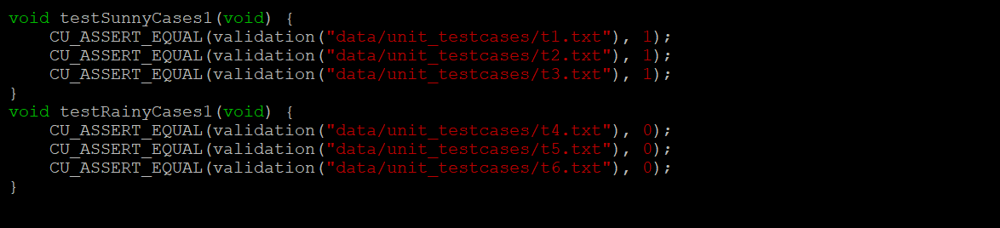 void testSunnyCases1(void) {
    CU_ASSERT_EQUAL(validation("data/unit_testcases/t1.txt"), 1);
    CU_ASSERT_EQUAL(validation("data/unit_testcases/t2.txt"), 1);
    CU_ASSERT_EQUAL(validation("data/unit_testcases/t3.txt"), 1);
}
void testRainyCases1(void) {
    CU_ASSERT_EQUAL(validation("data/unit_testcases/t4.txt"), 0);
    CU_ASSERT_EQUAL(validation("data/unit_testcases/t5.txt"), 0);
    CU_ASSERT_EQUAL(validation("data/unit_testcases/t6.txt"), 0);
}